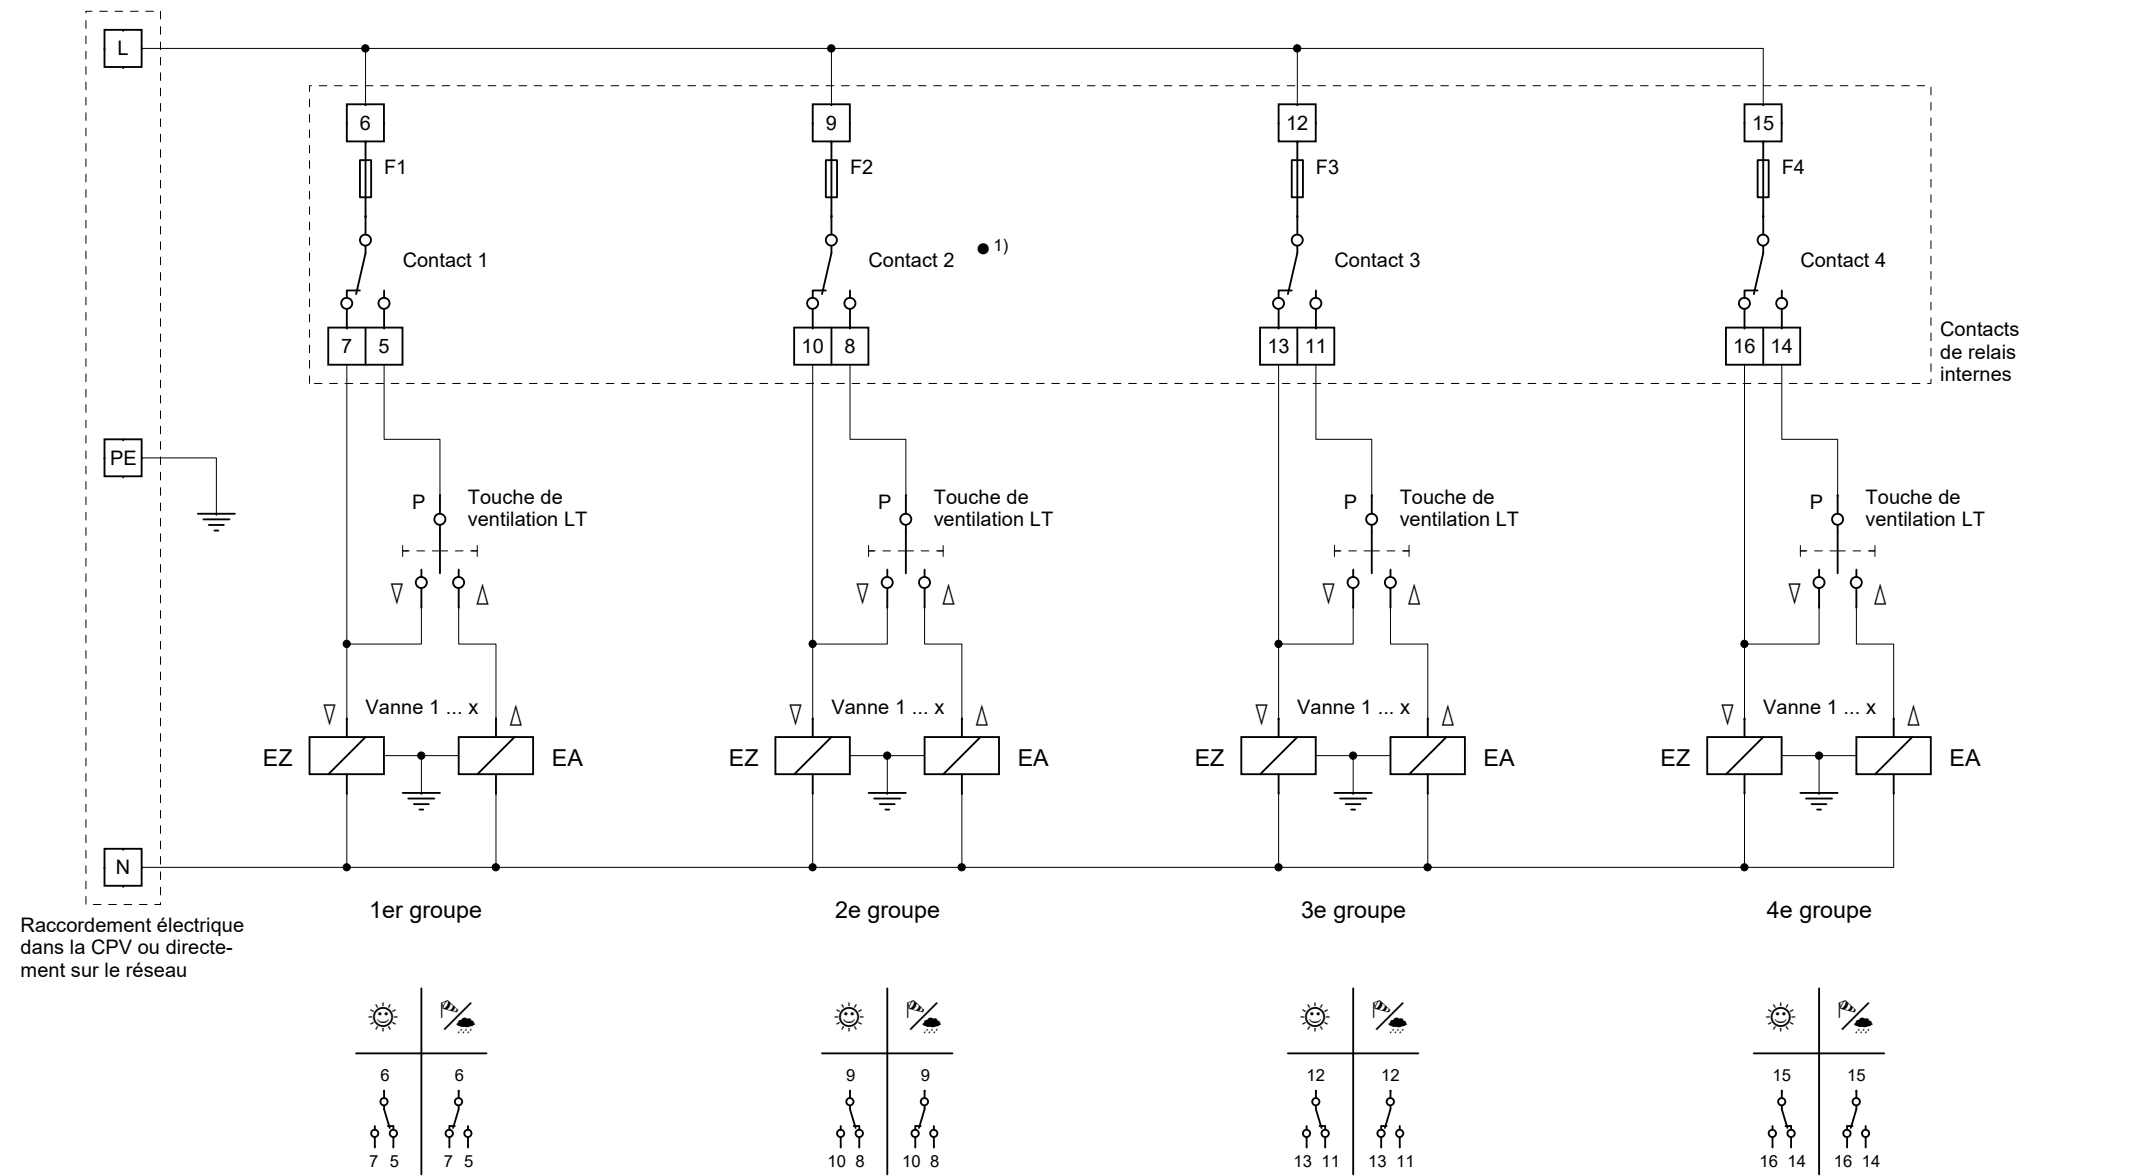 L
6
9
12
15
F1
F2
F3
F4
Contact 1
Contact 2
● 1)
Contact 3
Contact 4
7 5
10 8
13 11
16 14
Contacts
de relais
internes
PE
P
Touche de
ventilation LT
P
Touche de
ventilation LT
P
Touche de
ventilation LT
P
Touche de
ventilation LT
Vanne 1 ... x
Vanne 1 ... x
Vanne 1 ... x
Vanne 1 ... x
EZ
EA
EZ
EA
EZ
EA
EZ
EA
N
1er groupe
2e groupe
3e groupe
4e groupe
Raccordement électrique
dans la CPV ou directe-
ment sur le réseau
6
6
9
9
12
12
15
15
7 5
7 5
10 8
10 8
13 11
13 11
16 14
16 14